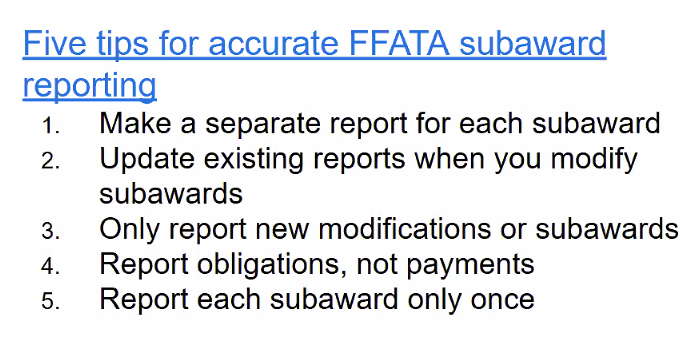 Five tips for accurate FFATA subaward
reporting
1. Make a separate report for each subaward
2. Update existing reports when you modify
subawards
3. Only report new modifications or subawards
4. Report obligations, not payments
5. Report each subaward only once